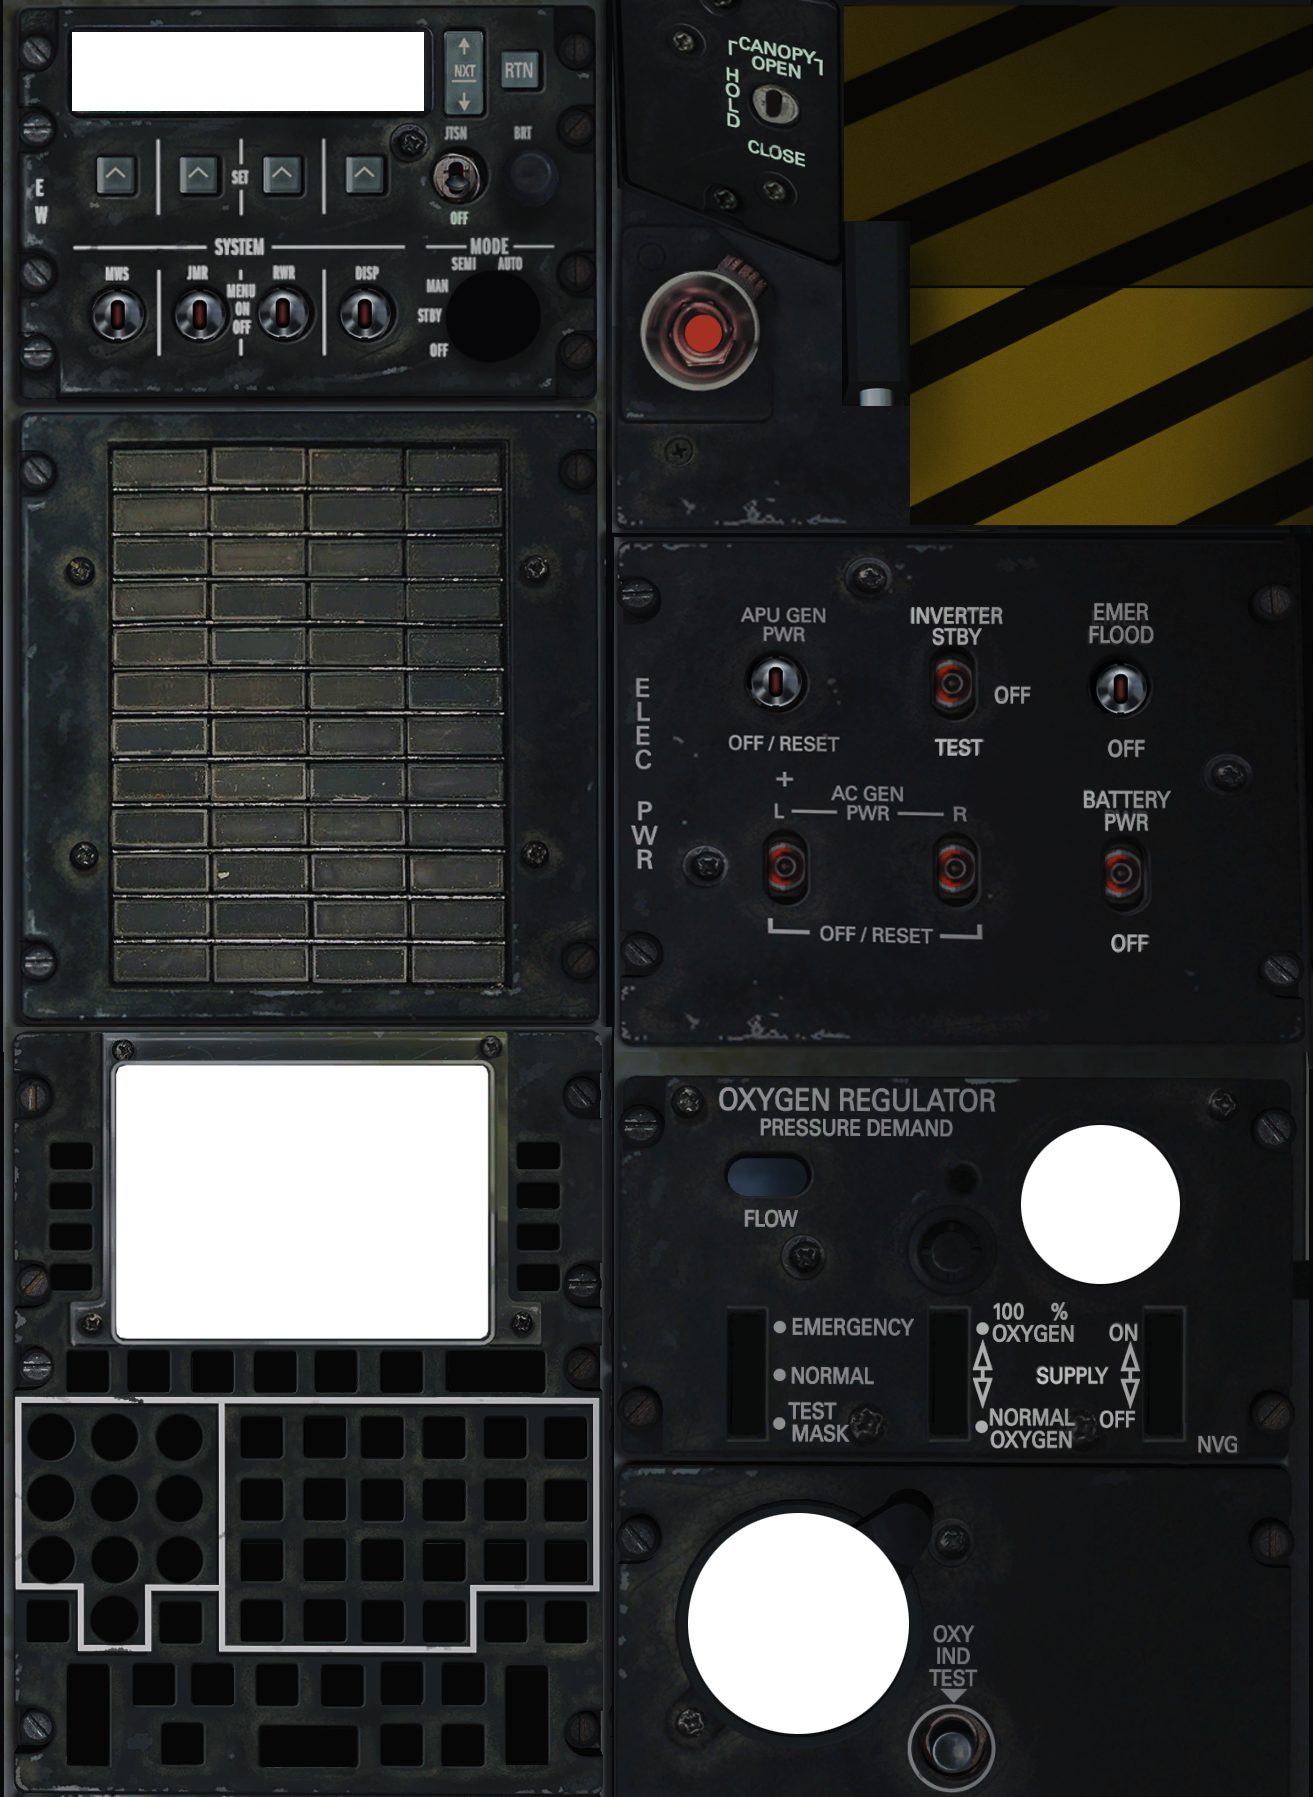 NXT
RTN
JTSN
BRT
SET
E
W
OFF
SYSTEM
MODE
SEMI
AUTO
MWS
JMR
RWR
DISP
MAN
MENU
ON
OFF
STBY
OFF
CANOPY
OPEN
HOLD
CLOSE
APU GEN
PWR
INVERTER
STBY
EMER
FLOOD
OFF
OFF / RESET
TEST
OFF
ELEC PWR
+
AC GEN
L
PWR
R
BATTERY
PWR
OFF / RESET
OFF
OXYGEN REGULATOR
PRESSURE DEMAND
FLOW
EMERGENCY
NORMAL
TEST
MASK
100 %
OXYGEN
ON
SUPPLY
NORMAL
OXYGEN
OFF
NVG
OXY
IND
TEST